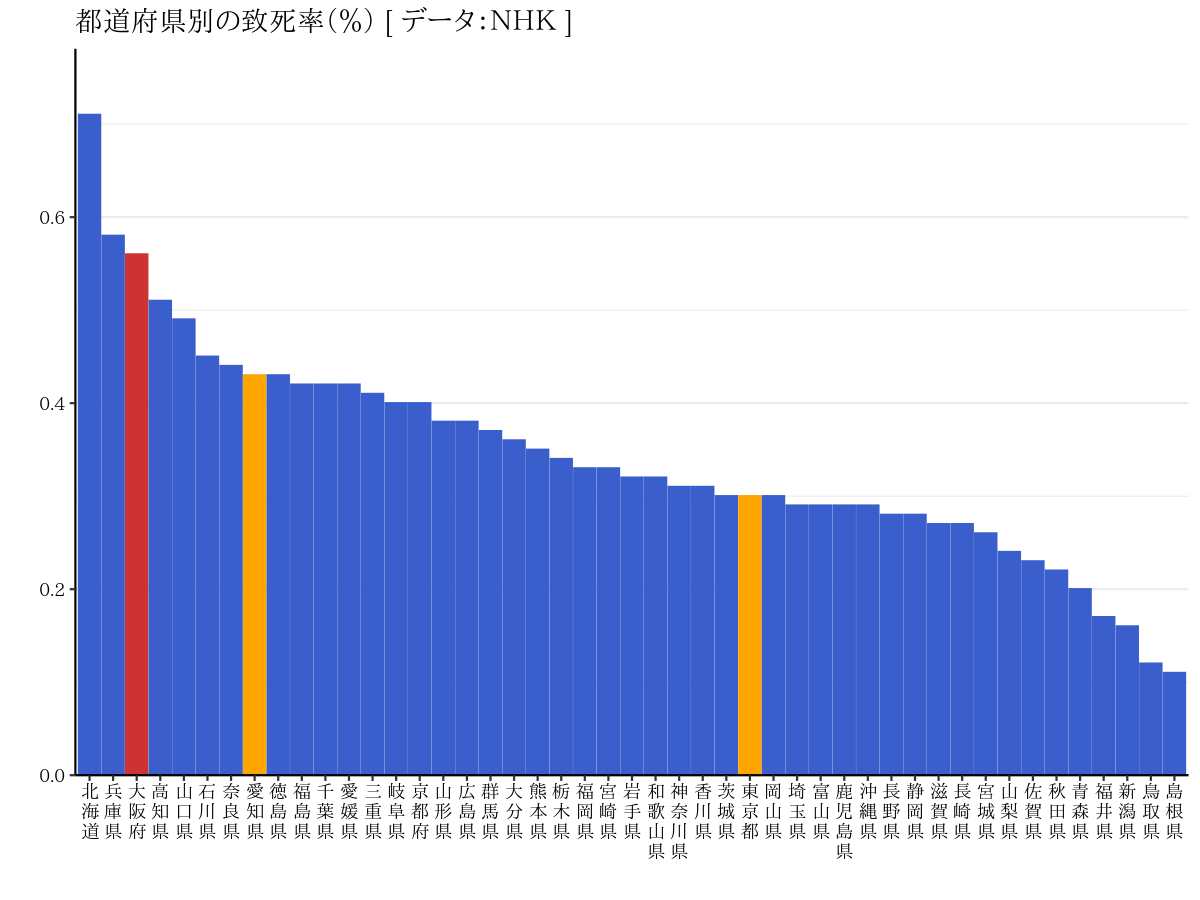 都道府県別の致死率(%) [ データ:NHK ]
0.6
0.4
0.2
0.0
北海道
兵庫県
大阪府
高知県
山口県
石川県
奈良県
愛知県
徳島県
福島県
千葉県
愛媛県
三重県
岐阜県
京都府
山形県
広島県
群馬県
大分県
熊本県
栃木県
福岡県
宮崎県
岩手県
和歌山県
神奈川県
香川県
茨城県
東京都
岡山県
埼玉県
富山県
鹿児島県
沖縄県
長野県
静岡県
滋賀県
長崎県
宮城県
山梨県
佐賀県
秋田県
青森県
福井県
新潟県
鳥取県
島根県